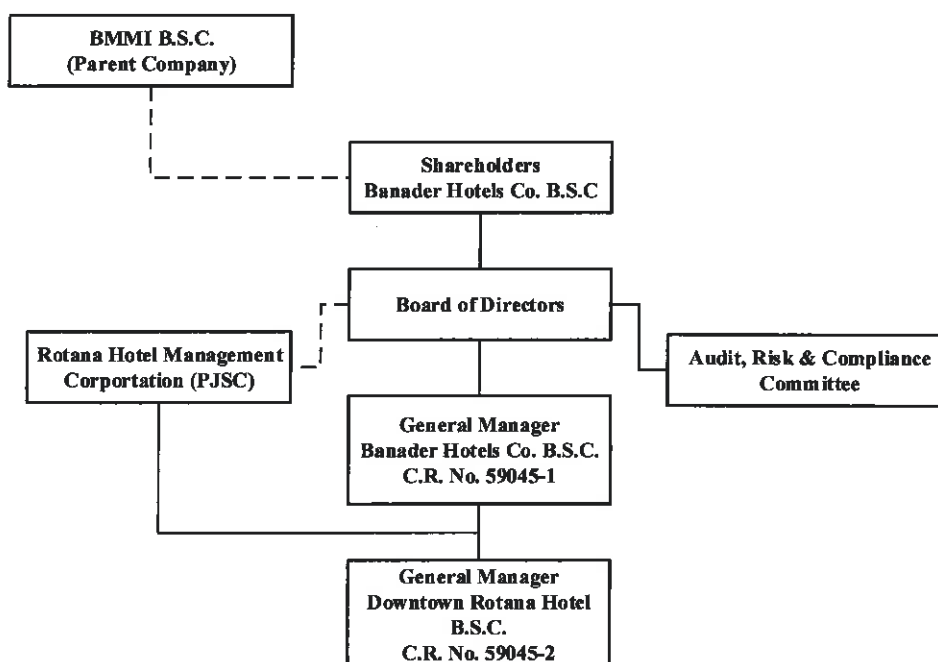 BMMI B.S.C.
(Parent Company)
Shareholders
Banader Hotels Co. B.S.C
Board of Directors
Rotana Hotel Management
Corportation (PJSC)
Audit, Risk & Compliance
Committee
General Manager
Banader Hotels Co. B.S.C.
C.R. No. 59045-1
General Manager
Downtown Rotana Hotel
B.S.C.
C.R. No. 59045-2